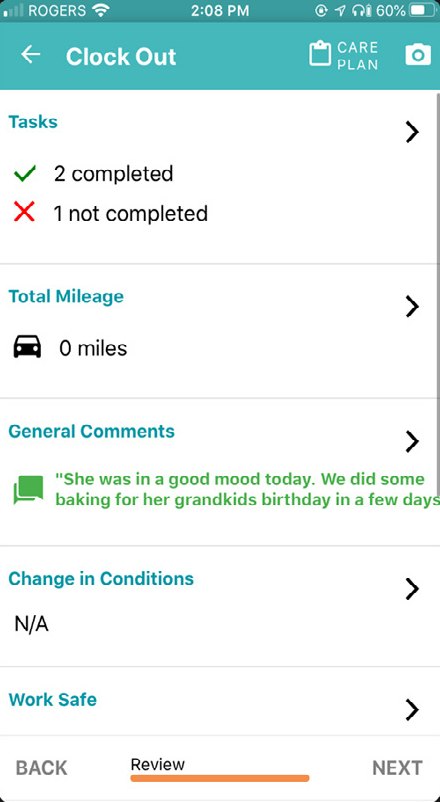 ROGERS 2:08 PM 60%
Clock Out
CARE
PLAN
Tasks
2 completed
1 not completed
Total Mileage
0 miles
General Comments
"She was in a good mood today. We did some
baking for her grandkids birthday in a few days
Change in Conditions
N/A
Work Safe
BACK Review NEXT